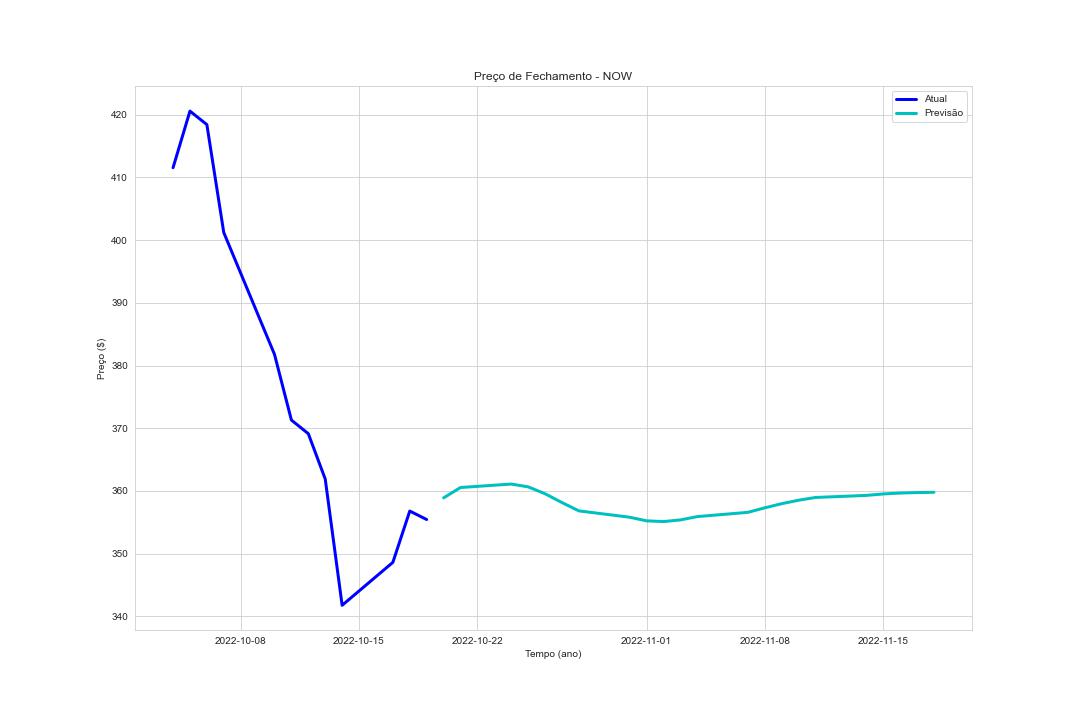 Preço de Fechamento - NOW
Atual
Previsão
420
410
400
390
380
370
360
350
340
Preço ($)
2022-10-08 2022-10-15 2022-10-22 2022-11-01 2022-11-08 2022-11-15
Tempo (ano)